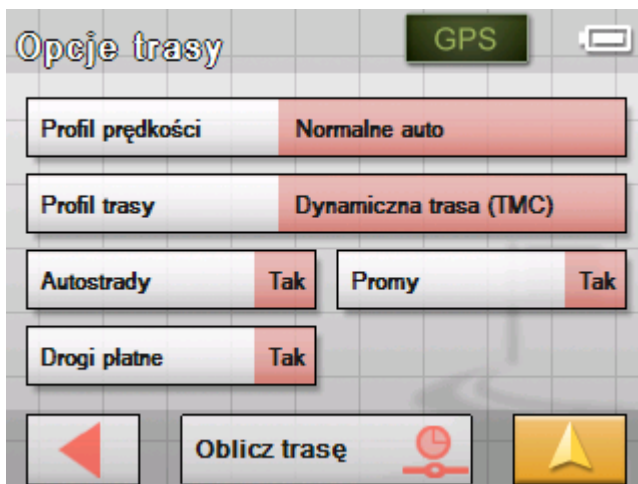 Opcje trasy GPS
Profil prędkości Normalne auto
Profil trasy Dynamiczna trasa (TMC)
Autostrady Tak Promy Tak
Drogi płatne Tak
Oblicz trasę